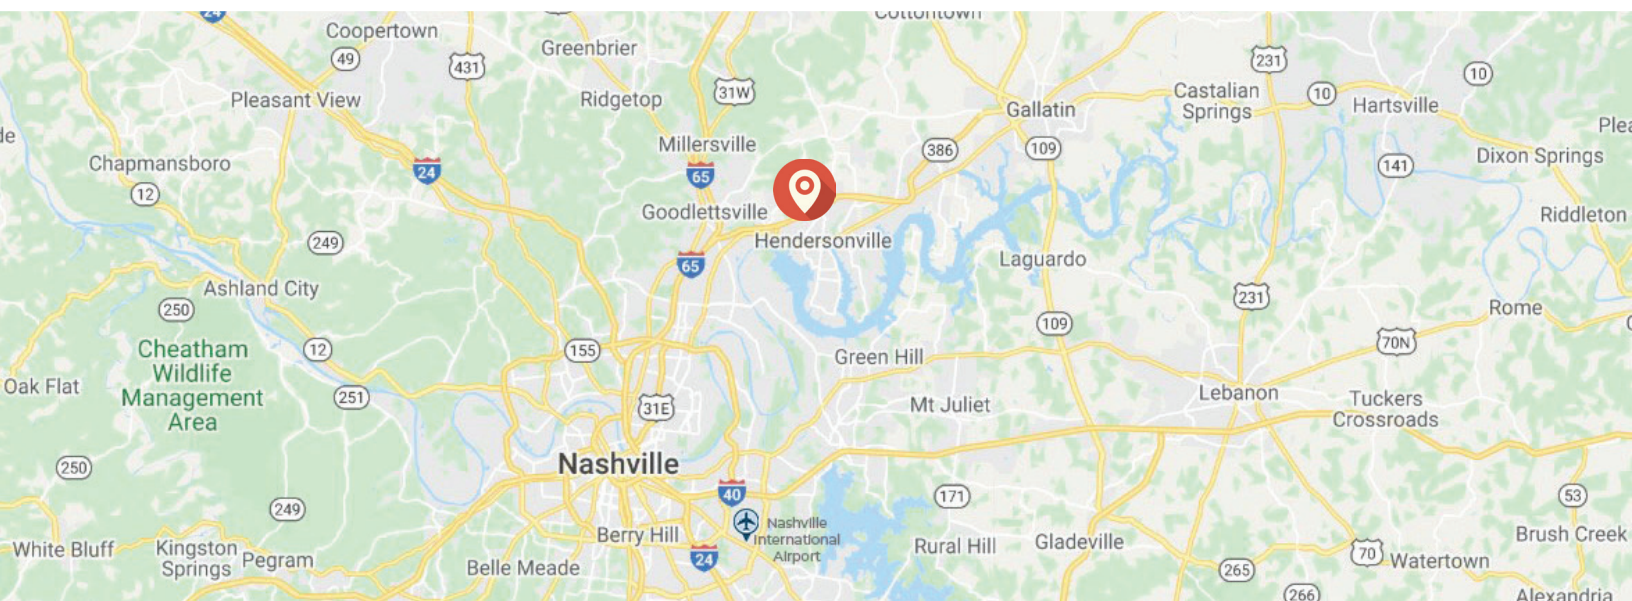 24
Cottontown
Coopertown
Greenbrier
49
431
231
10
31W
Castalian
Springs
10
Hartsville
Pleasant View
Ridgetop
Gallatin
Millersville
386
109
Dixon Springs
Chapmansboro
24
65
141
12
Goodlettsville
Riddleton
249
Hendersonville
65
Laguardo
Ashland City
250
231
Rome
109
12
155
70N
Cheatham
Wildlife
Management
Area
Green Hill
Oak Flat
251
31E
Mt Juliet
Lebanon
Tuckers
Crossroads
250
Nashville
40
171
53
249
Nashville
International
Airport
Berry Hill
White Bluff
Kingston
Springs
Pegram
24
Rural Hill
Gladeville
Brush Creek
Belle Meade
265
70
Watertown
266
Alexandria